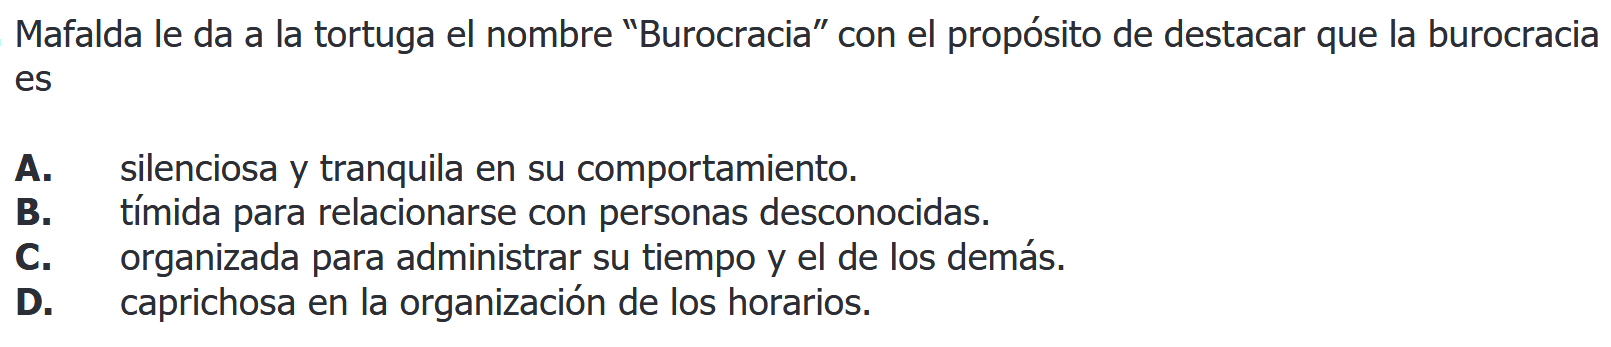 Mafalda le da a la tortuga el nombre “Burocracia” con el propósito de destacar que la burocracia
es
A. silenciosa y tranquila en su comportamiento.
B. tímida para relacionarse con personas desconocidas.
C. organizada para administrar su tiempo y el de los demás.
D. caprichosa en la organización de los horarios.